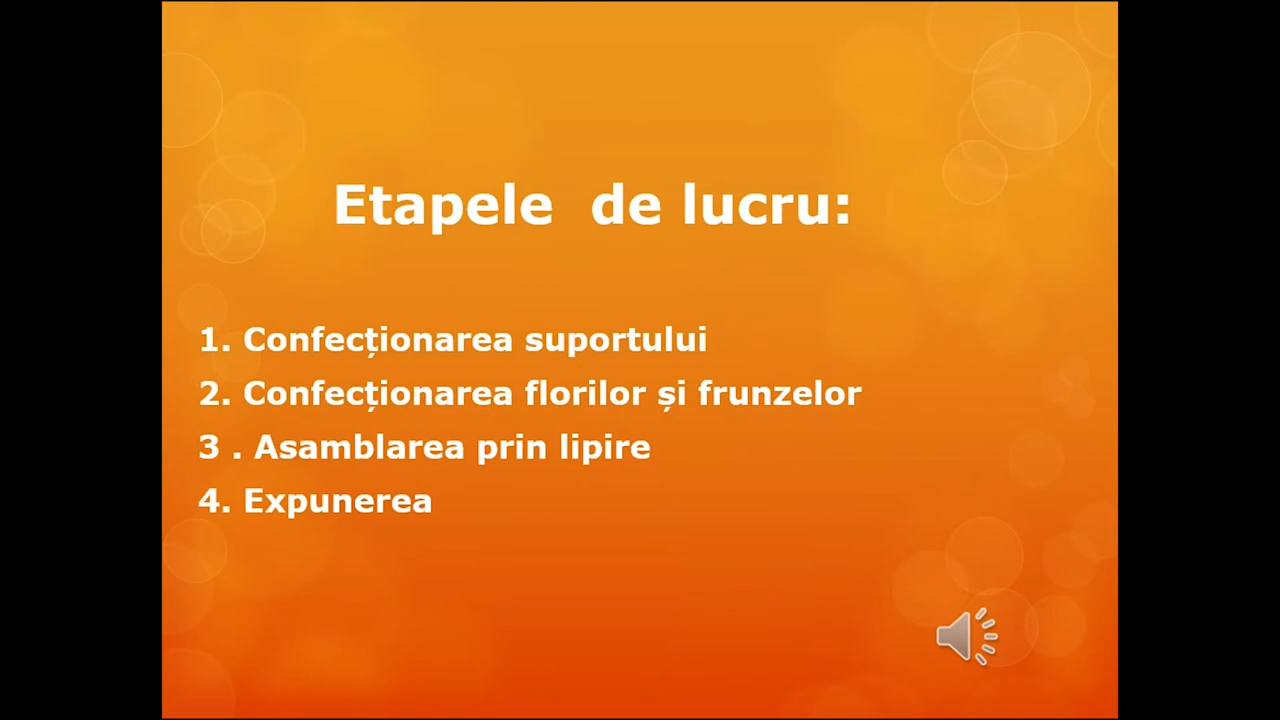 Etapele  de lucru:
1. Confecționarea suportului
2. Confecționarea florilor și frunzelor
3 . Asamblarea prin lipire
4. Expunerea